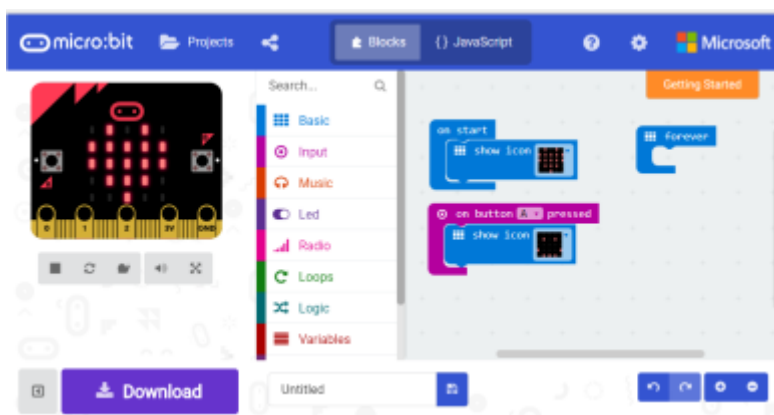 micro:bit Projects Blocks {} JavaScript ? Microsoft
Getting Started
Search...
Basic
Input
Music
Led
Radio
Loops
Logic
Variables
on start
show icon
forever
on button A pressed
show icon
0 1 2 3V GND
Download
Untitled